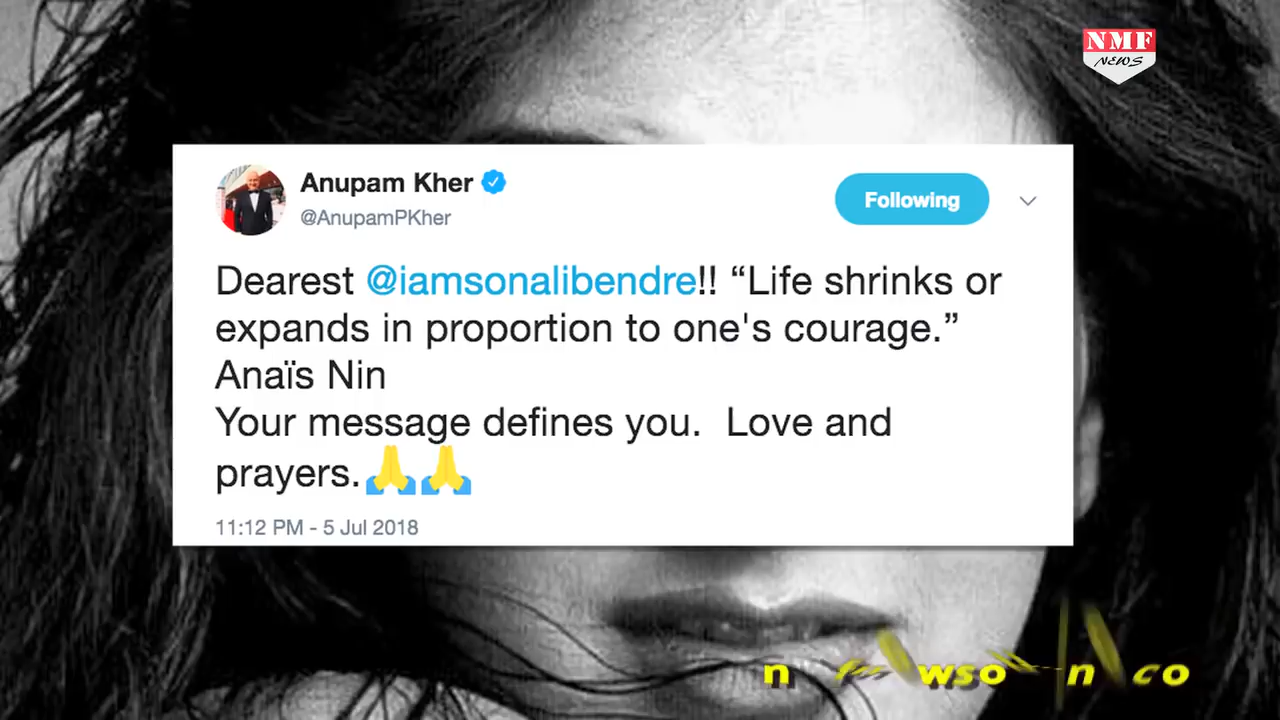 NMF
NEWS
Anupam Kher
@AnupamPKher
Following
Dearest @iamsonalibendre!! “Life shrinks or
expands in proportion to one's courage.”
Anaïs Nin
Your message defines you.  Love and
prayers.🙏🙏
11:12 PM - 5 Jul 2018